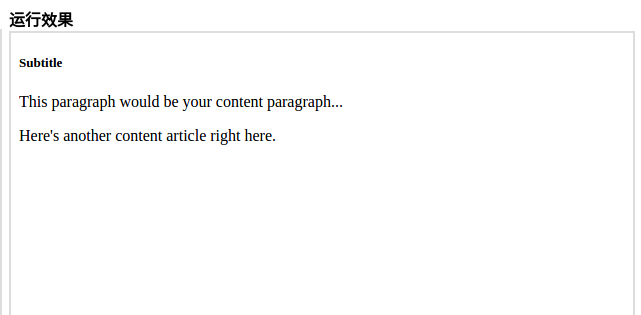 运行效果
Subtitle
This paragraph would be your content paragraph...
Here's another content article right here.